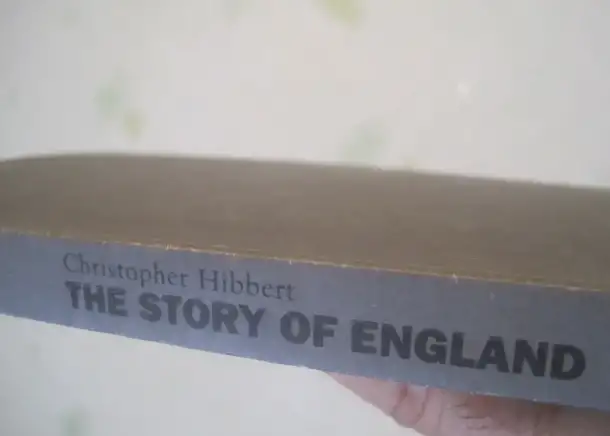 Christopher Hibbert
THE STORY OF ENGLAND